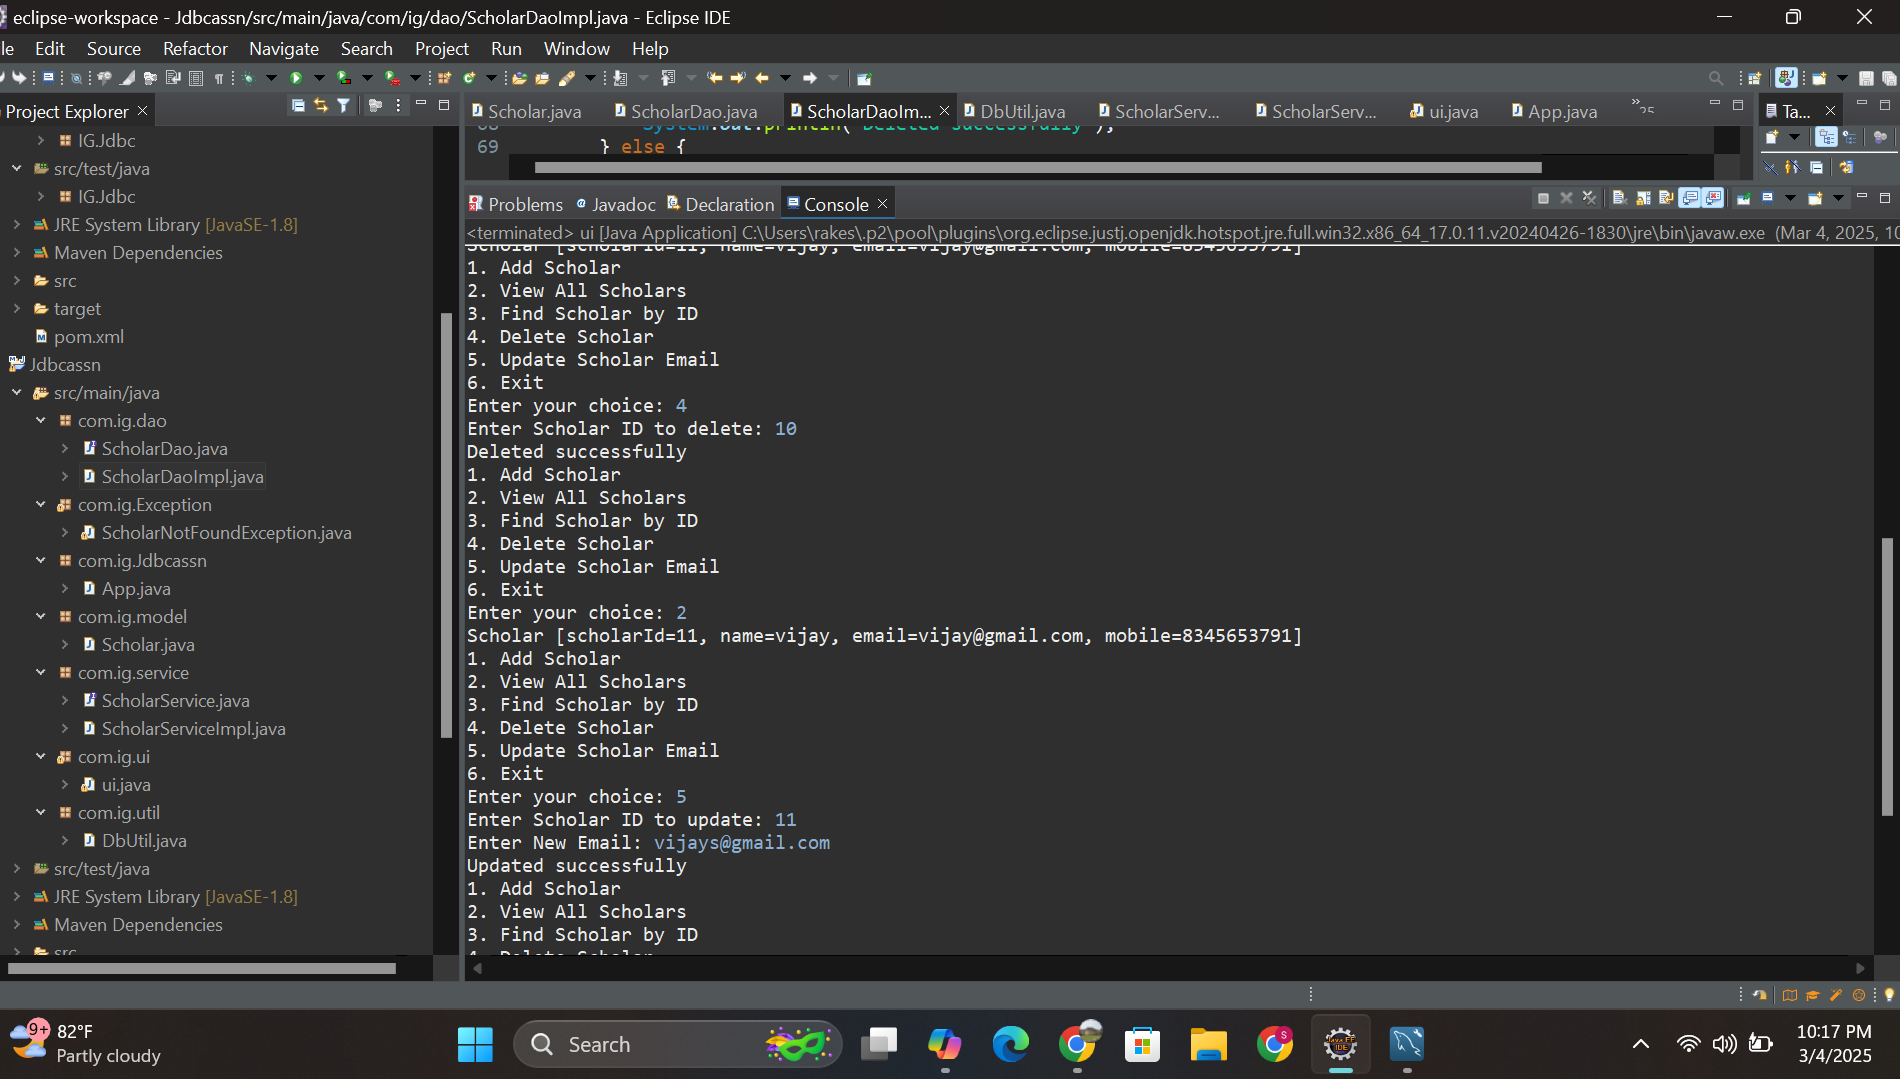 eclipse-workspace - Jdbcassn/src/main/java/com/ig/dao/ScholarDaoImpl.java - Eclipse IDE
le Edit Source Refactor Navigate Search Project Run Window Help
Project Explorer
IG.Jdbc
src/test/java
IG.Jdbc
JRE System Library [JavaSE-1.8]
Maven Dependencies
src
target
pom.xml
Jdbcassn
src/main/java
com.ig.dao
ScholarDao.java
ScholarDaoImpl.java
com.ig.Exception
ScholarNotFoundException.java
com.ig.Jdbcassn
App.java
com.ig.model
Scholar.java
com.ig.service
ScholarService.java
ScholarServiceImpl.java
com.ig.ui
ui.java
com.ig.util
DbUtil.java
src/test/java
JRE System Library [JavaSE-1.8]
Maven Dependencies
src
Scholar.java ScholarDao.java ScholarDaoIm... DbUtil.java ScholarServ... ScholarServ... ui.java App.java »25
Ta...
68 System.out.println("Deleted successfully");
69 } else {
Problems Javadoc Declaration Console
<terminated> ui [Java Application] C:\Users\rakes\.p2\pool\plugins\org.eclipse.justj.openjdk.hotspot.jre.full.win32.x86_64_17.0.11.v20240426-1830\jre\bin\javaw.exe (Mar 4, 2025, 10
Scholar [scholarId=11, name=vijay, email=vijay@gmail.com, mobile=8345653791]
1. Add Scholar
2. View All Scholars
3. Find Scholar by ID
4. Delete Scholar
5. Update Scholar Email
6. Exit
Enter your choice: 4
Enter Scholar ID to delete: 10
Deleted successfully
1. Add Scholar
2. View All Scholars
3. Find Scholar by ID
4. Delete Scholar
5. Update Scholar Email
6. Exit
Enter your choice: 2
Scholar [scholarId=11, name=vijay, email=vijay@gmail.com, mobile=8345653791]
1. Add Scholar
2. View All Scholars
3. Find Scholar by ID
4. Delete Scholar
5. Update Scholar Email
6. Exit
Enter your choice: 5
Enter Scholar ID to update: 11
Enter New Email: vijays@gmail.com
Updated successfully
1. Add Scholar
2. View All Scholars
3. Find Scholar by ID
4. Delete Scholar
9+
82°F
Partly cloudy
Search
S
10:17 PM
3/4/2025